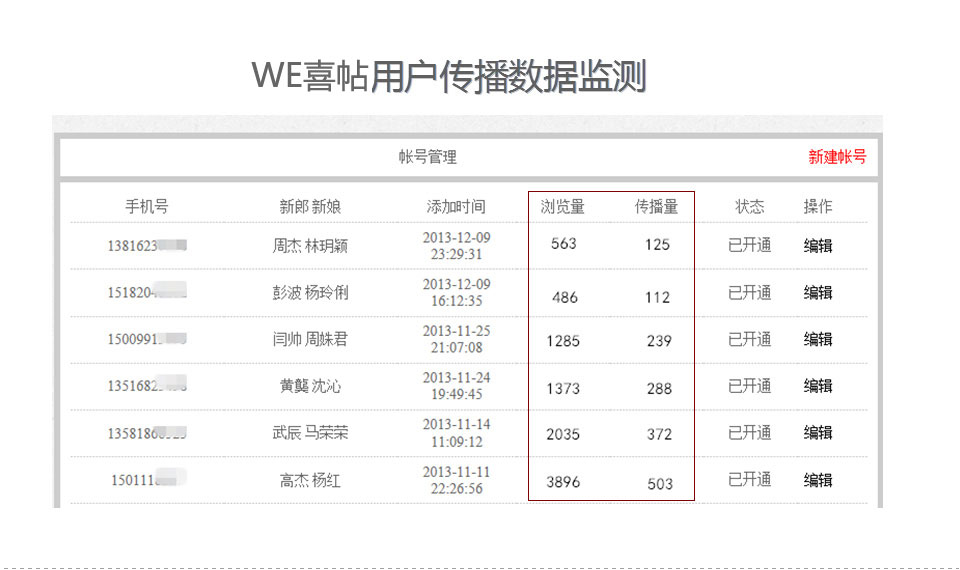 WE喜帖用户传播数据监测
帐号管理 新建帐号
手机号 新郎 新娘 添加时间 浏览量 传播量 状态 操作
1381623 周杰 林玥颖 2013-12-09 23:29:31 563 125 已开通 编辑
151820 彭波 杨玲俐 2013-12-09 16:12:35 486 112 已开通 编辑
1500991 闫帅 周姝君 2013-11-25 21:07:08 1285 239 已开通 编辑
1351682 黄龑 沈沁 2013-11-24 19:49:45 1373 288 已开通 编辑
1358186 武辰 马荣荣 2013-11-14 11:09:12 2035 372 已开通 编辑
150111 高杰 杨红 2013-11-11 22:26:56 3896 503 已开通 编辑